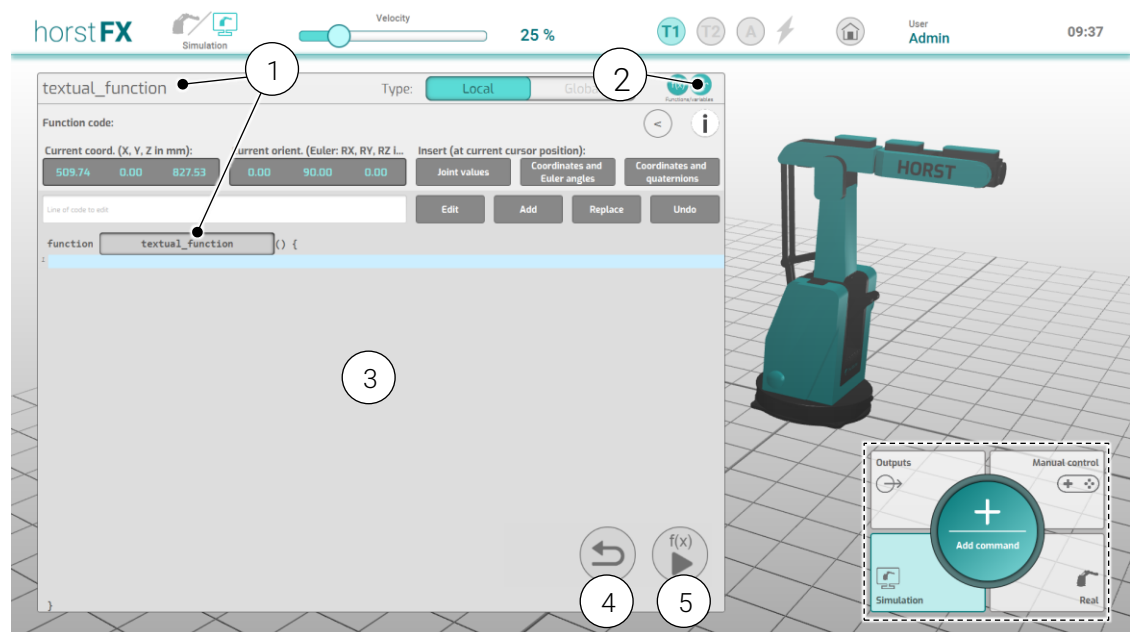 horstFX
Simulation
Velocity
25 %
T1
T2
A
User
Admin
09:37
1
2
textual_function
Type:
Local
Functions/variables
Function code:
<
i
Current coord. (X, Y, Z in mm):
urrent orient. (Euler: RX, RY, RZ i...
Insert (at current cursor position):
509.74 0.00 827.53
0.00 90.00 0.00
Joint values
Coordinates and
Euler angles
Coordinates and
quaternions
Line of code to edit
Edit
Add
Replace
Undo
function textual_function () {
HORST
3
f(x)
}
4
5
Outputs
Manual control
+
Add command
Simulation
Real